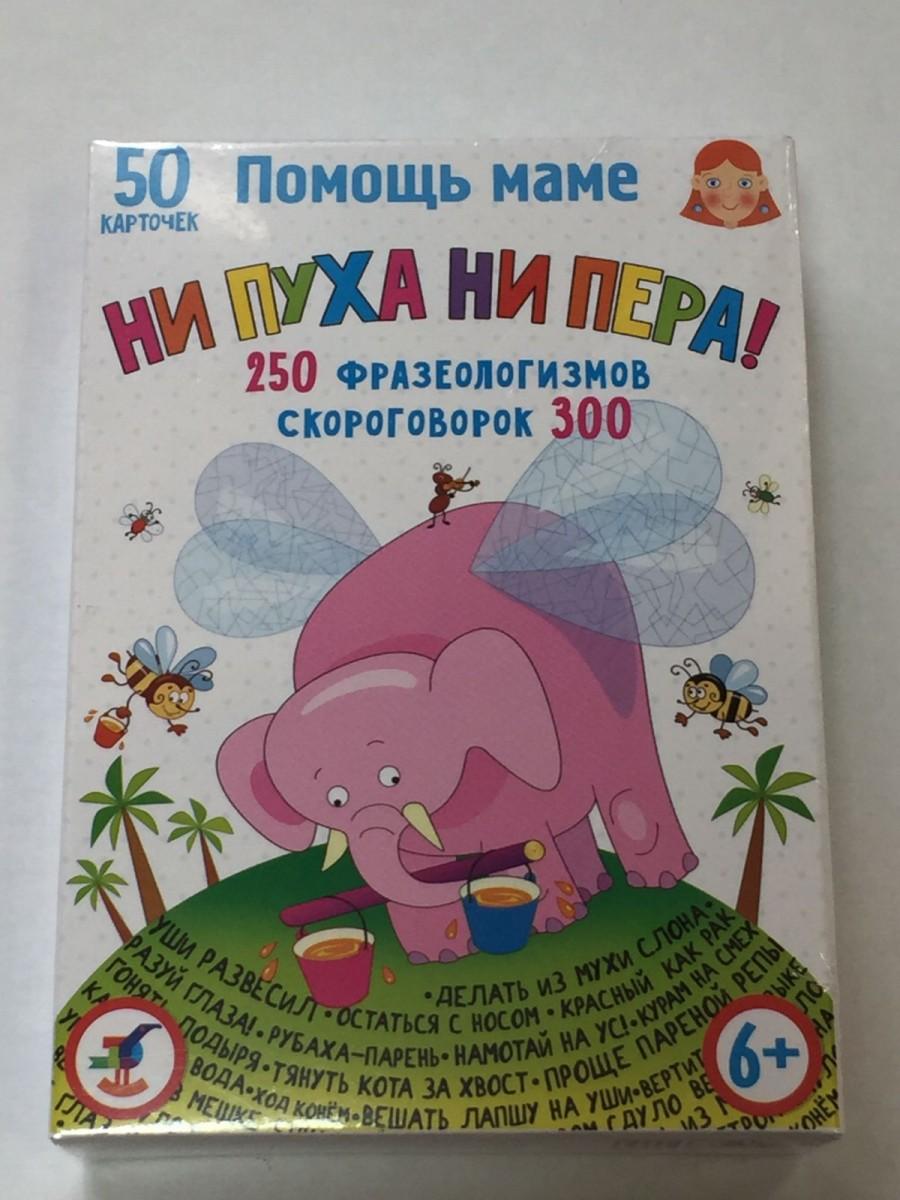 50 Помощь маме
КАРТОЧЕК
НИ ПУХА НИ ПЕРА!
250 ФРАЗЕОЛОГИЗМОВ
СКОРОГОВОРОК 300
УШИ РАЗВЕСИЛ • ДЕЛАТЬ ИЗ МУХИ СЛОНА •
РАЗУЙ ГЛАЗА! • ОСТАТЬСЯ С НОСОМ • КРАСНЫЙ КАК РАК
ГОНЯТЬ ЛОДЫРЯ • РУБАХА-ПАРЕНЬ • НАМОТАЙ НА УС! • КУРАМ НА СМЕХ
ВОДА • ТЯНУТЬ КОТА ЗА ХВОСТ • ПРОЩЕ ПАРЕНОЙ РЕПЫ
МЕШКЕ ХОД КОНЁМ • ВЕШАТЬ ЛАПШУ НА УШИ •
6+